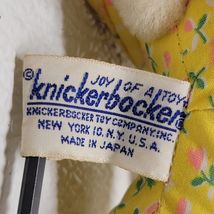 JOY OF A TOY
© knickerbocker
KNICKERBOCKER TOY COMPANY INC.
NEW YORK 10, N.Y. U.S.A.
MADE IN JAPAN